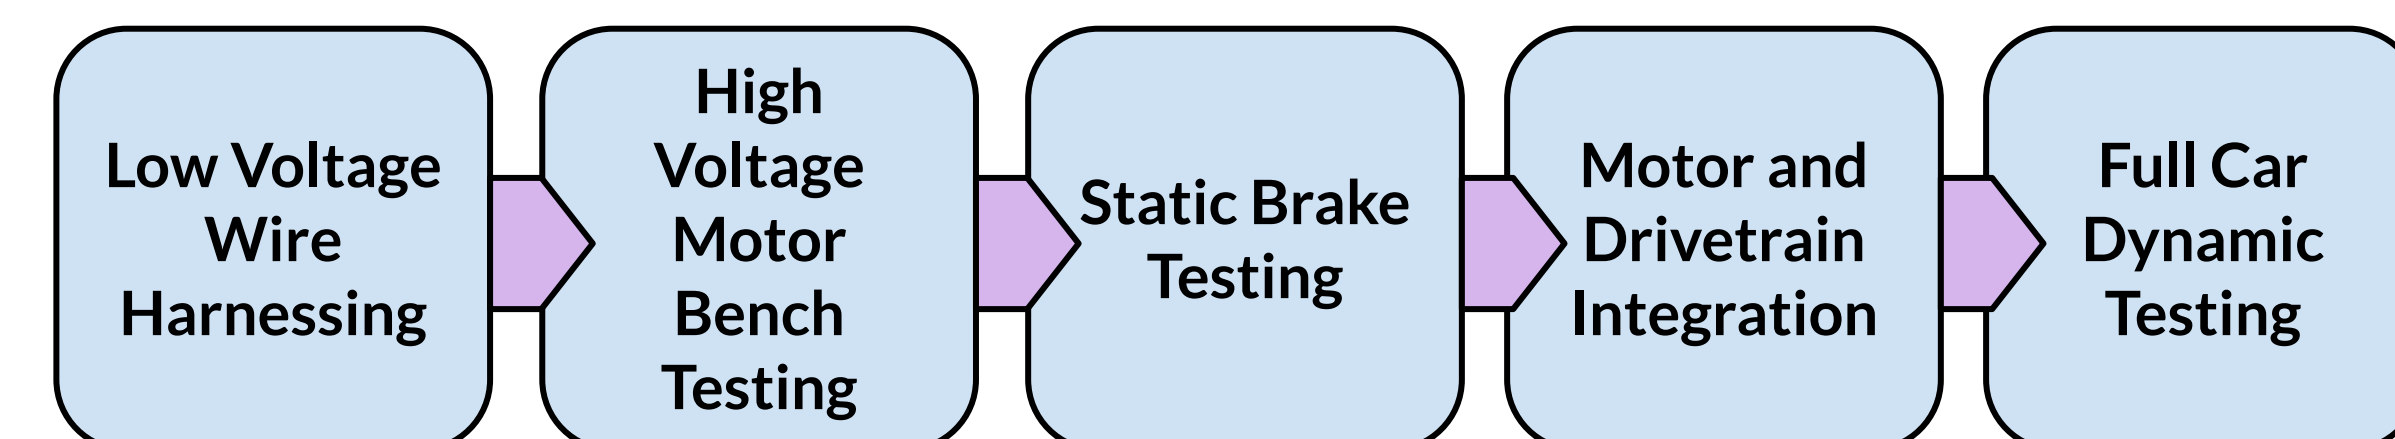 Low Voltage
Wire
Harnessing
High
Voltage
Motor
Bench
Testing
Static Brake
Testing
Motor and
Drivetrain
Integration
Full Car
Dynamic
Testing